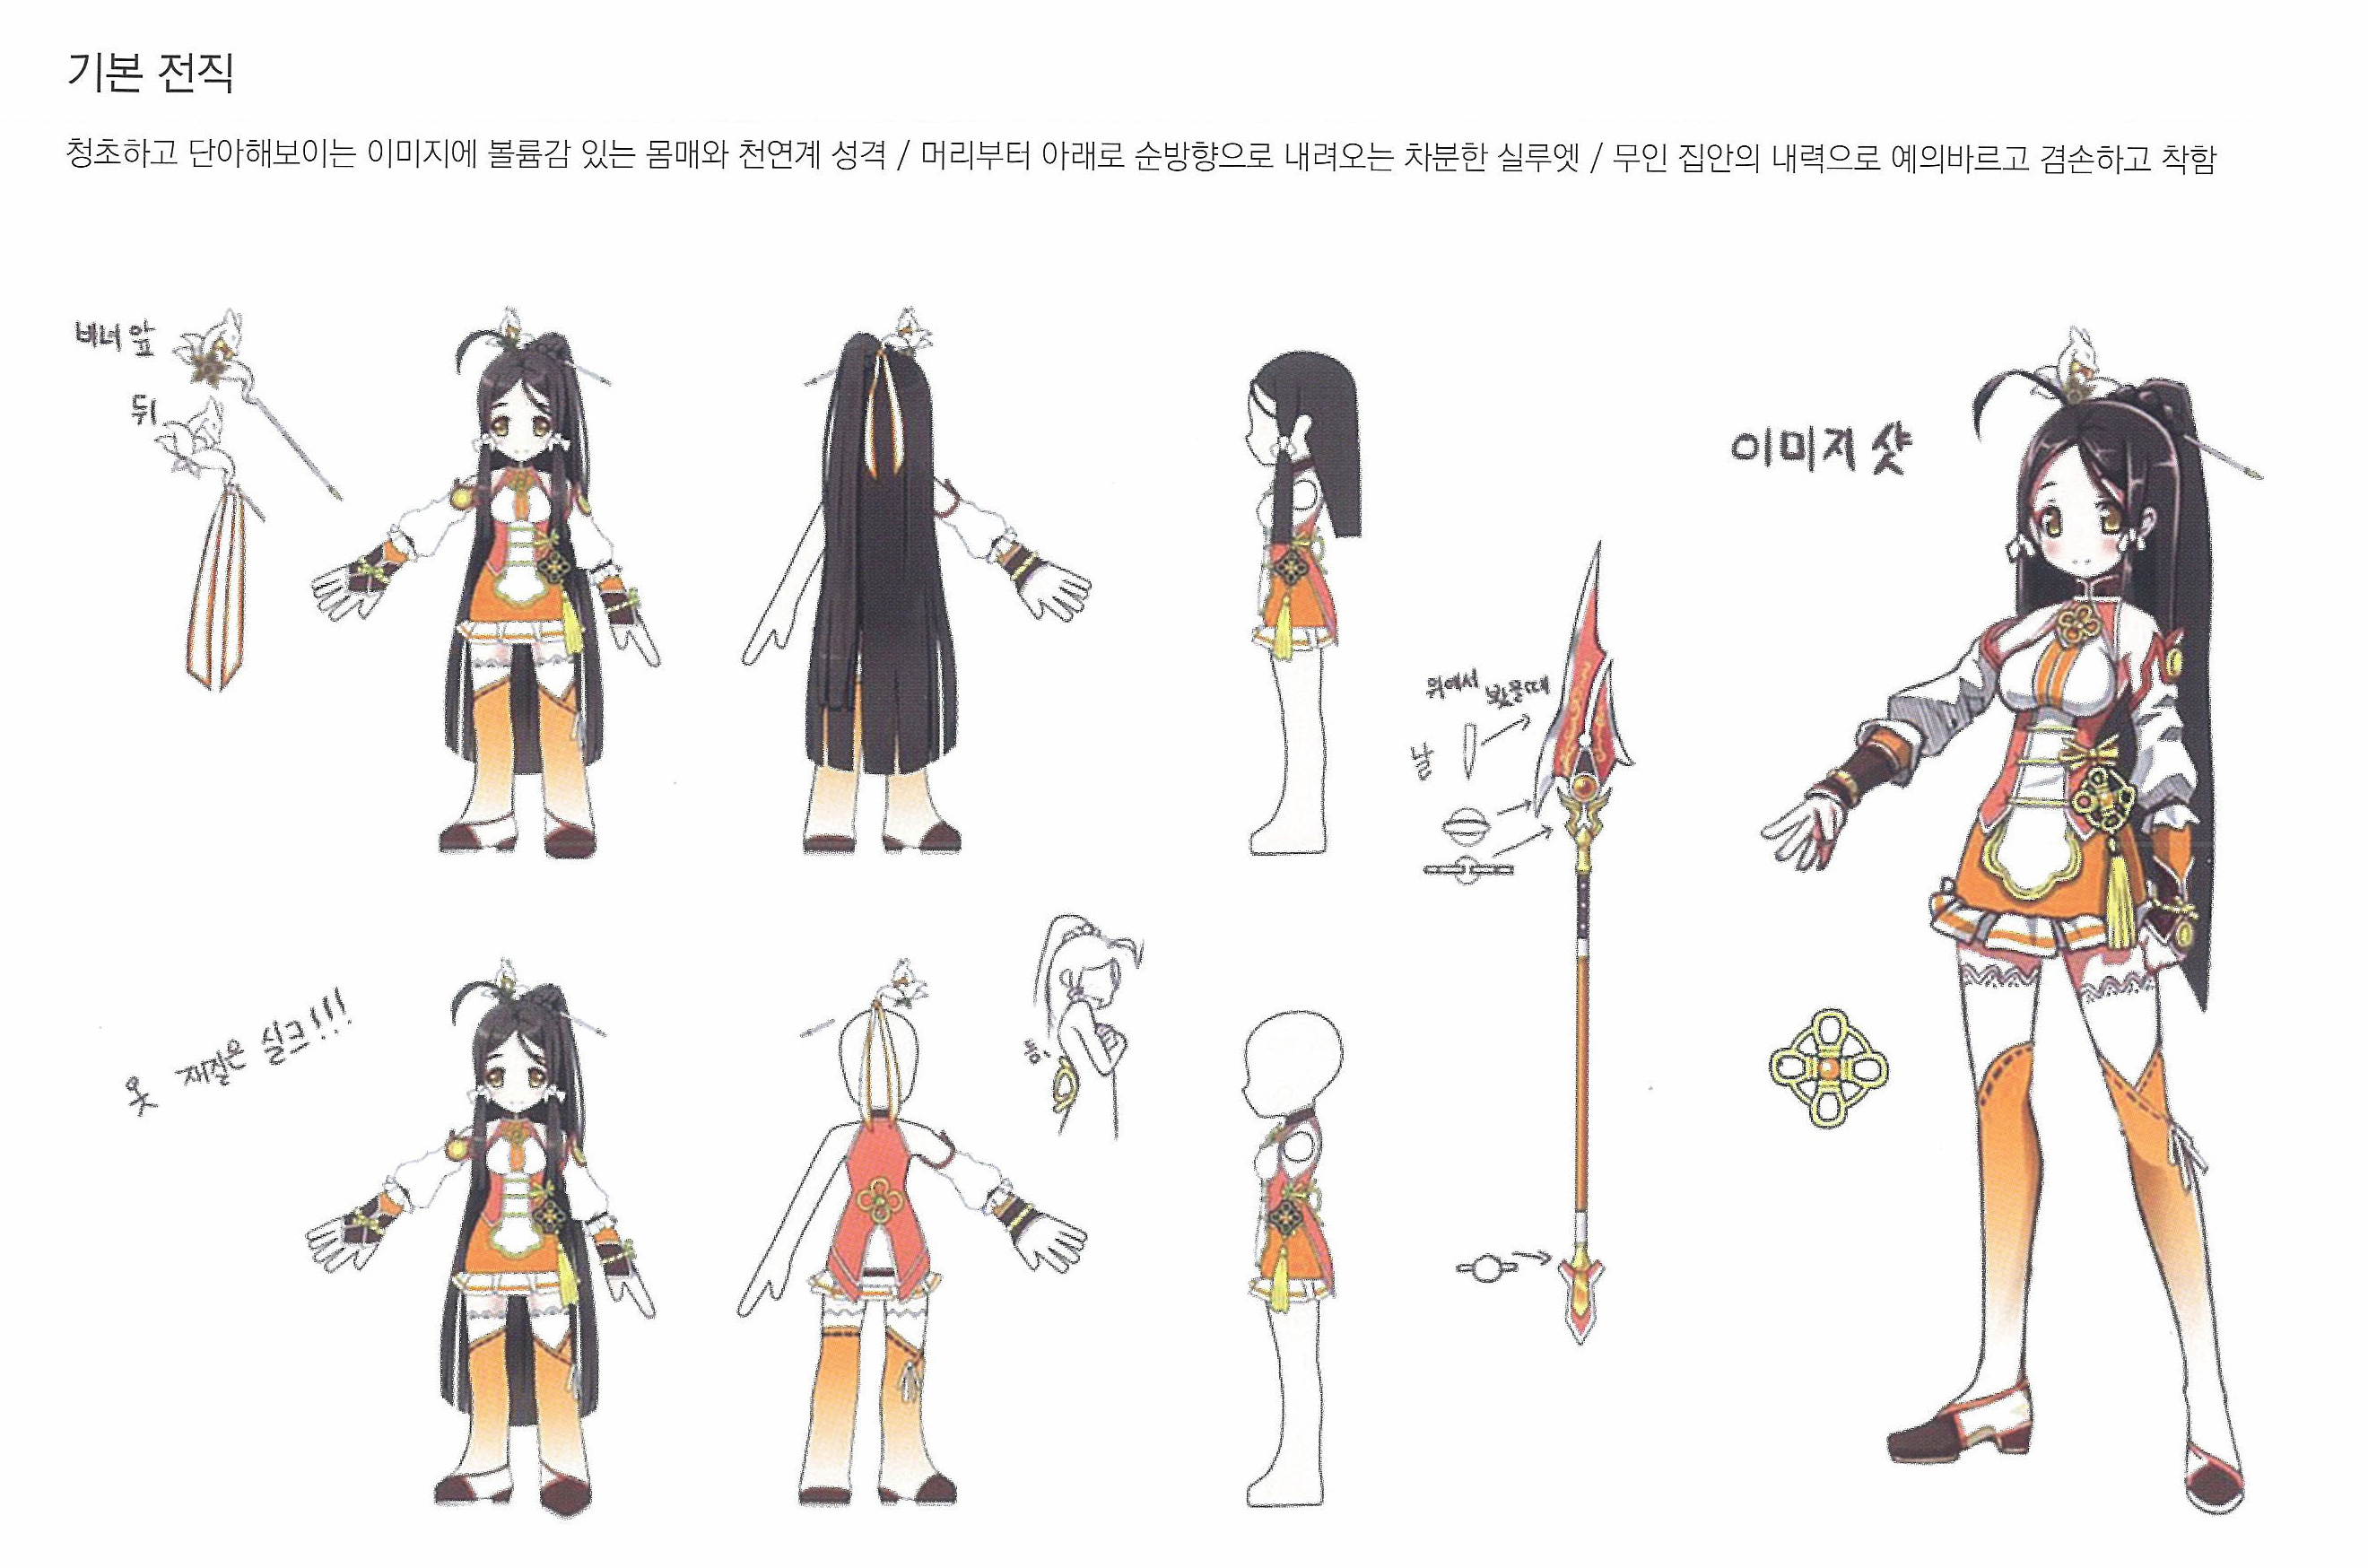 기본 전직
청초하고 단아해보이는 이미지에 볼륨감 있는 몸매와 천연계 성격 / 머리부터 아래로 순방향으로 내려오는 차분한 실루엣 / 무인 집안의 내력으로 예의바르고 겸손하고 착함
비녀 앞
뒤
이미지 샷
위에서 봤을때
날
옷 재질은 실크!!!
등